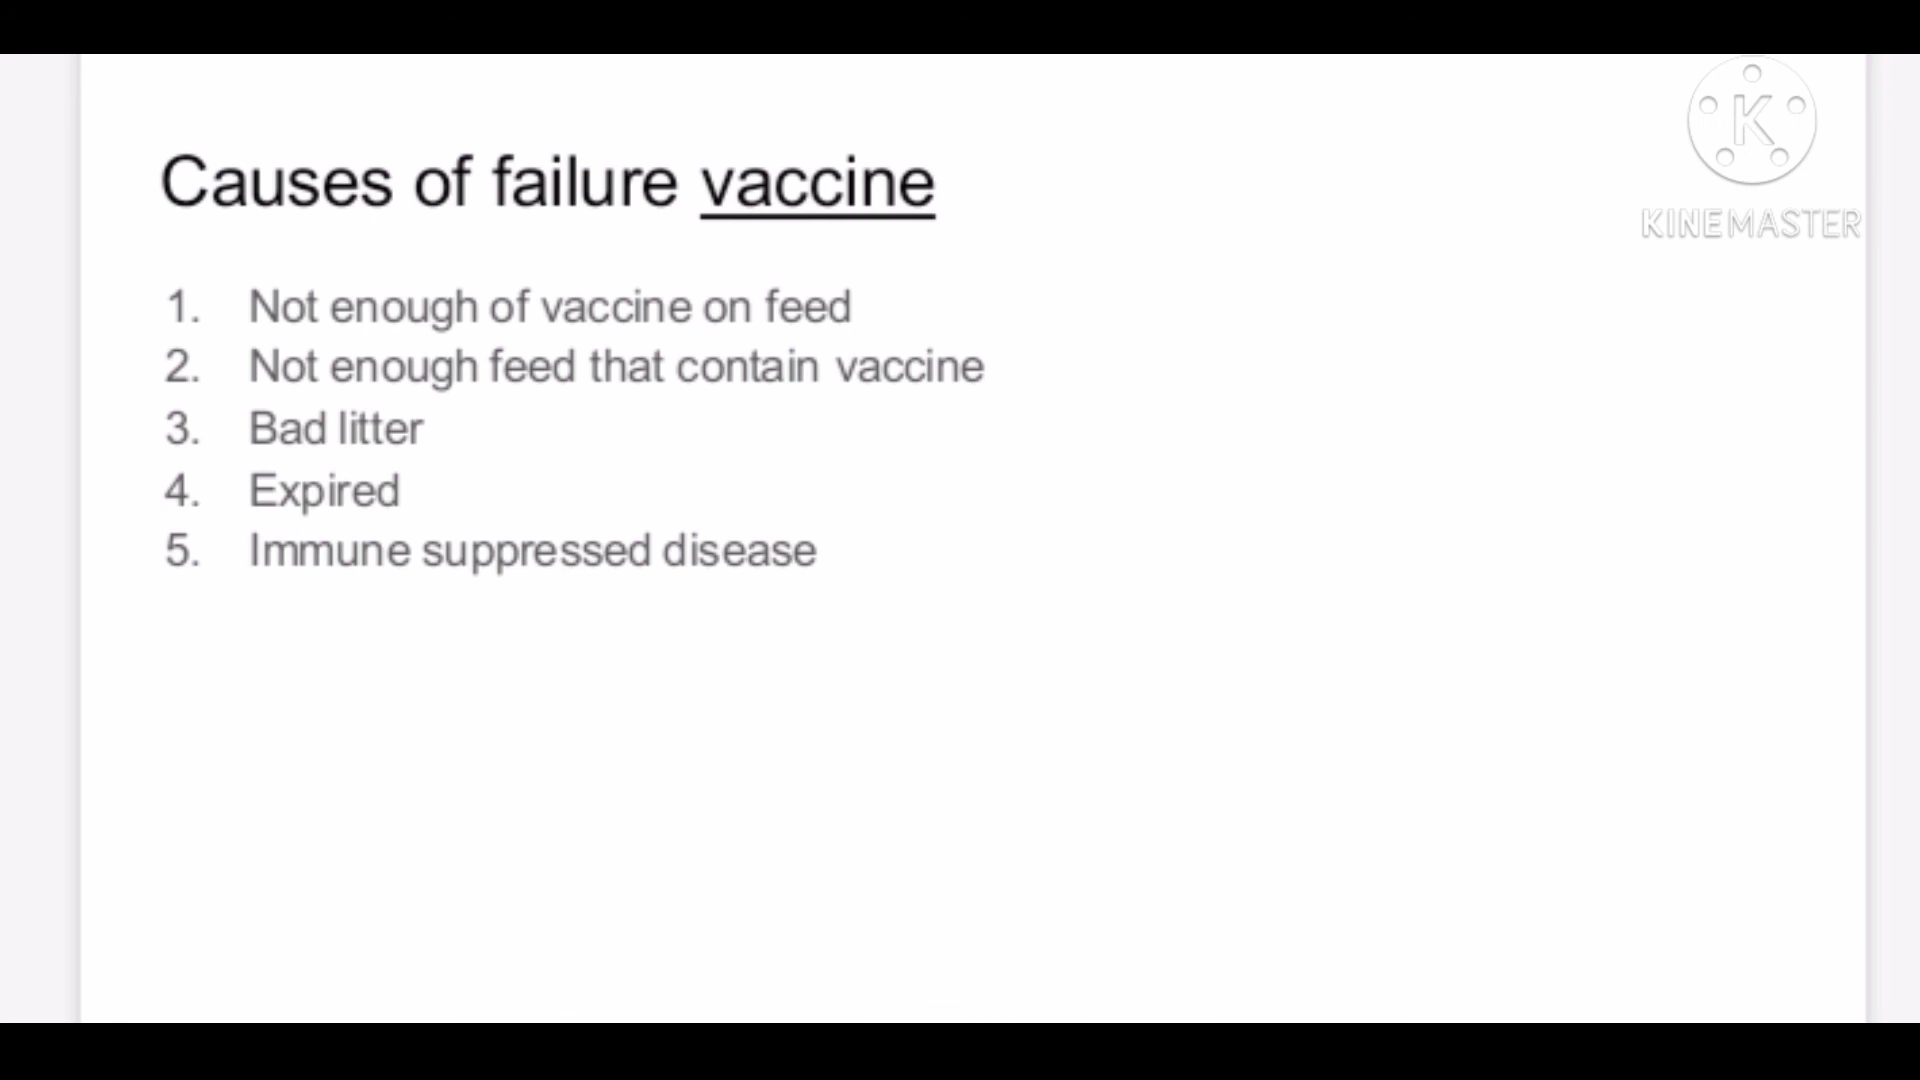 Causes of failure vaccine
K
KINEMASTER
1. Not enough of vaccine on feed
2. Not enough feed that contain vaccine
3. Bad litter
4. Expired
5. Immune suppressed disease